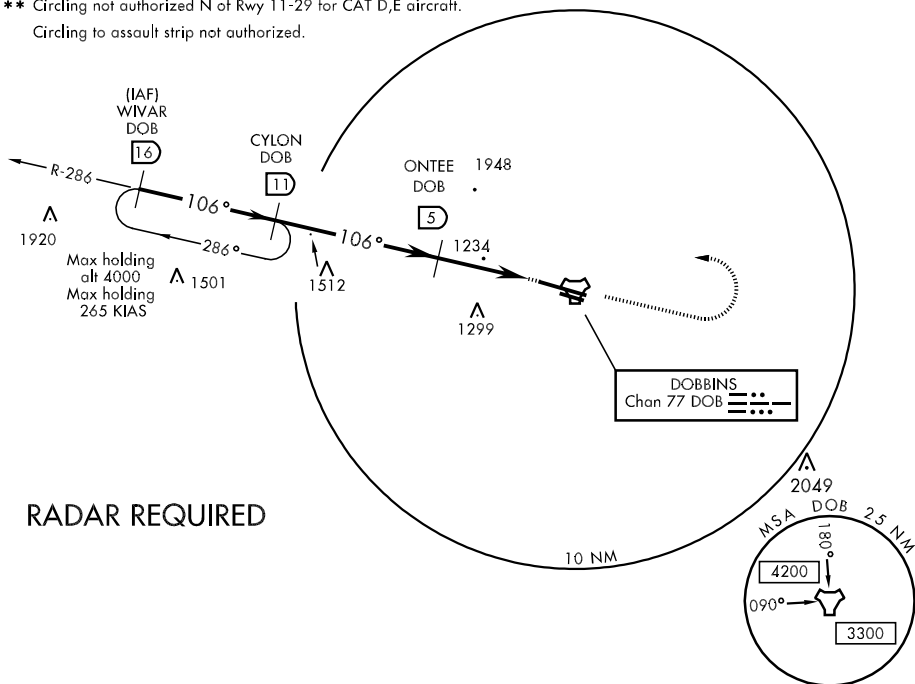 ** Circling not authorized N of Rwy 11-29 for CAT D,E aircraft.
Circling to assault strip not authorized.
(IAF)
WIVAR
DOB
16
CYLON
DOB
11
ONTEE
DOB
5
1948
R-286
106°
106°
286°
1234
1920
Max holding
alt 4000
Max holding
265 KIAS
1501
1512
1299
DOBBINS
Chan 77 DOB
2049
RADAR REQUIRED
10 NM
MSA DOB 25 NM
180°
4200
090°
3300